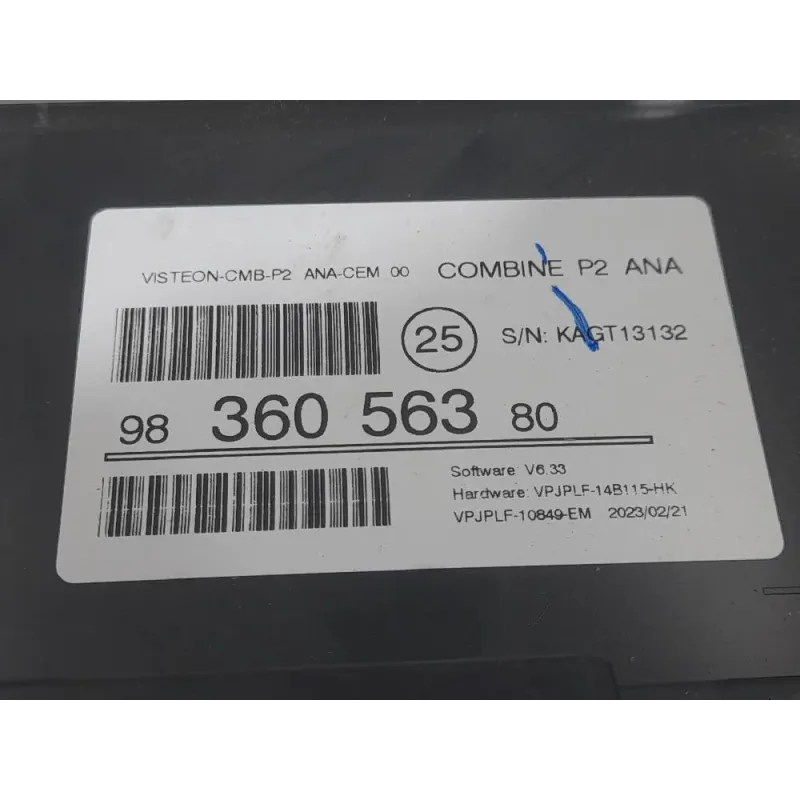 VISTEON-CMB-P2 ANA-CEM 00 COMBINE P2 ANA
25 S/N: KAGT13132
98 360 563 80
Software V6.33
Hardware: VPJPLF-14B115-HK
VPJPLF-10849-EM 2023/02/21